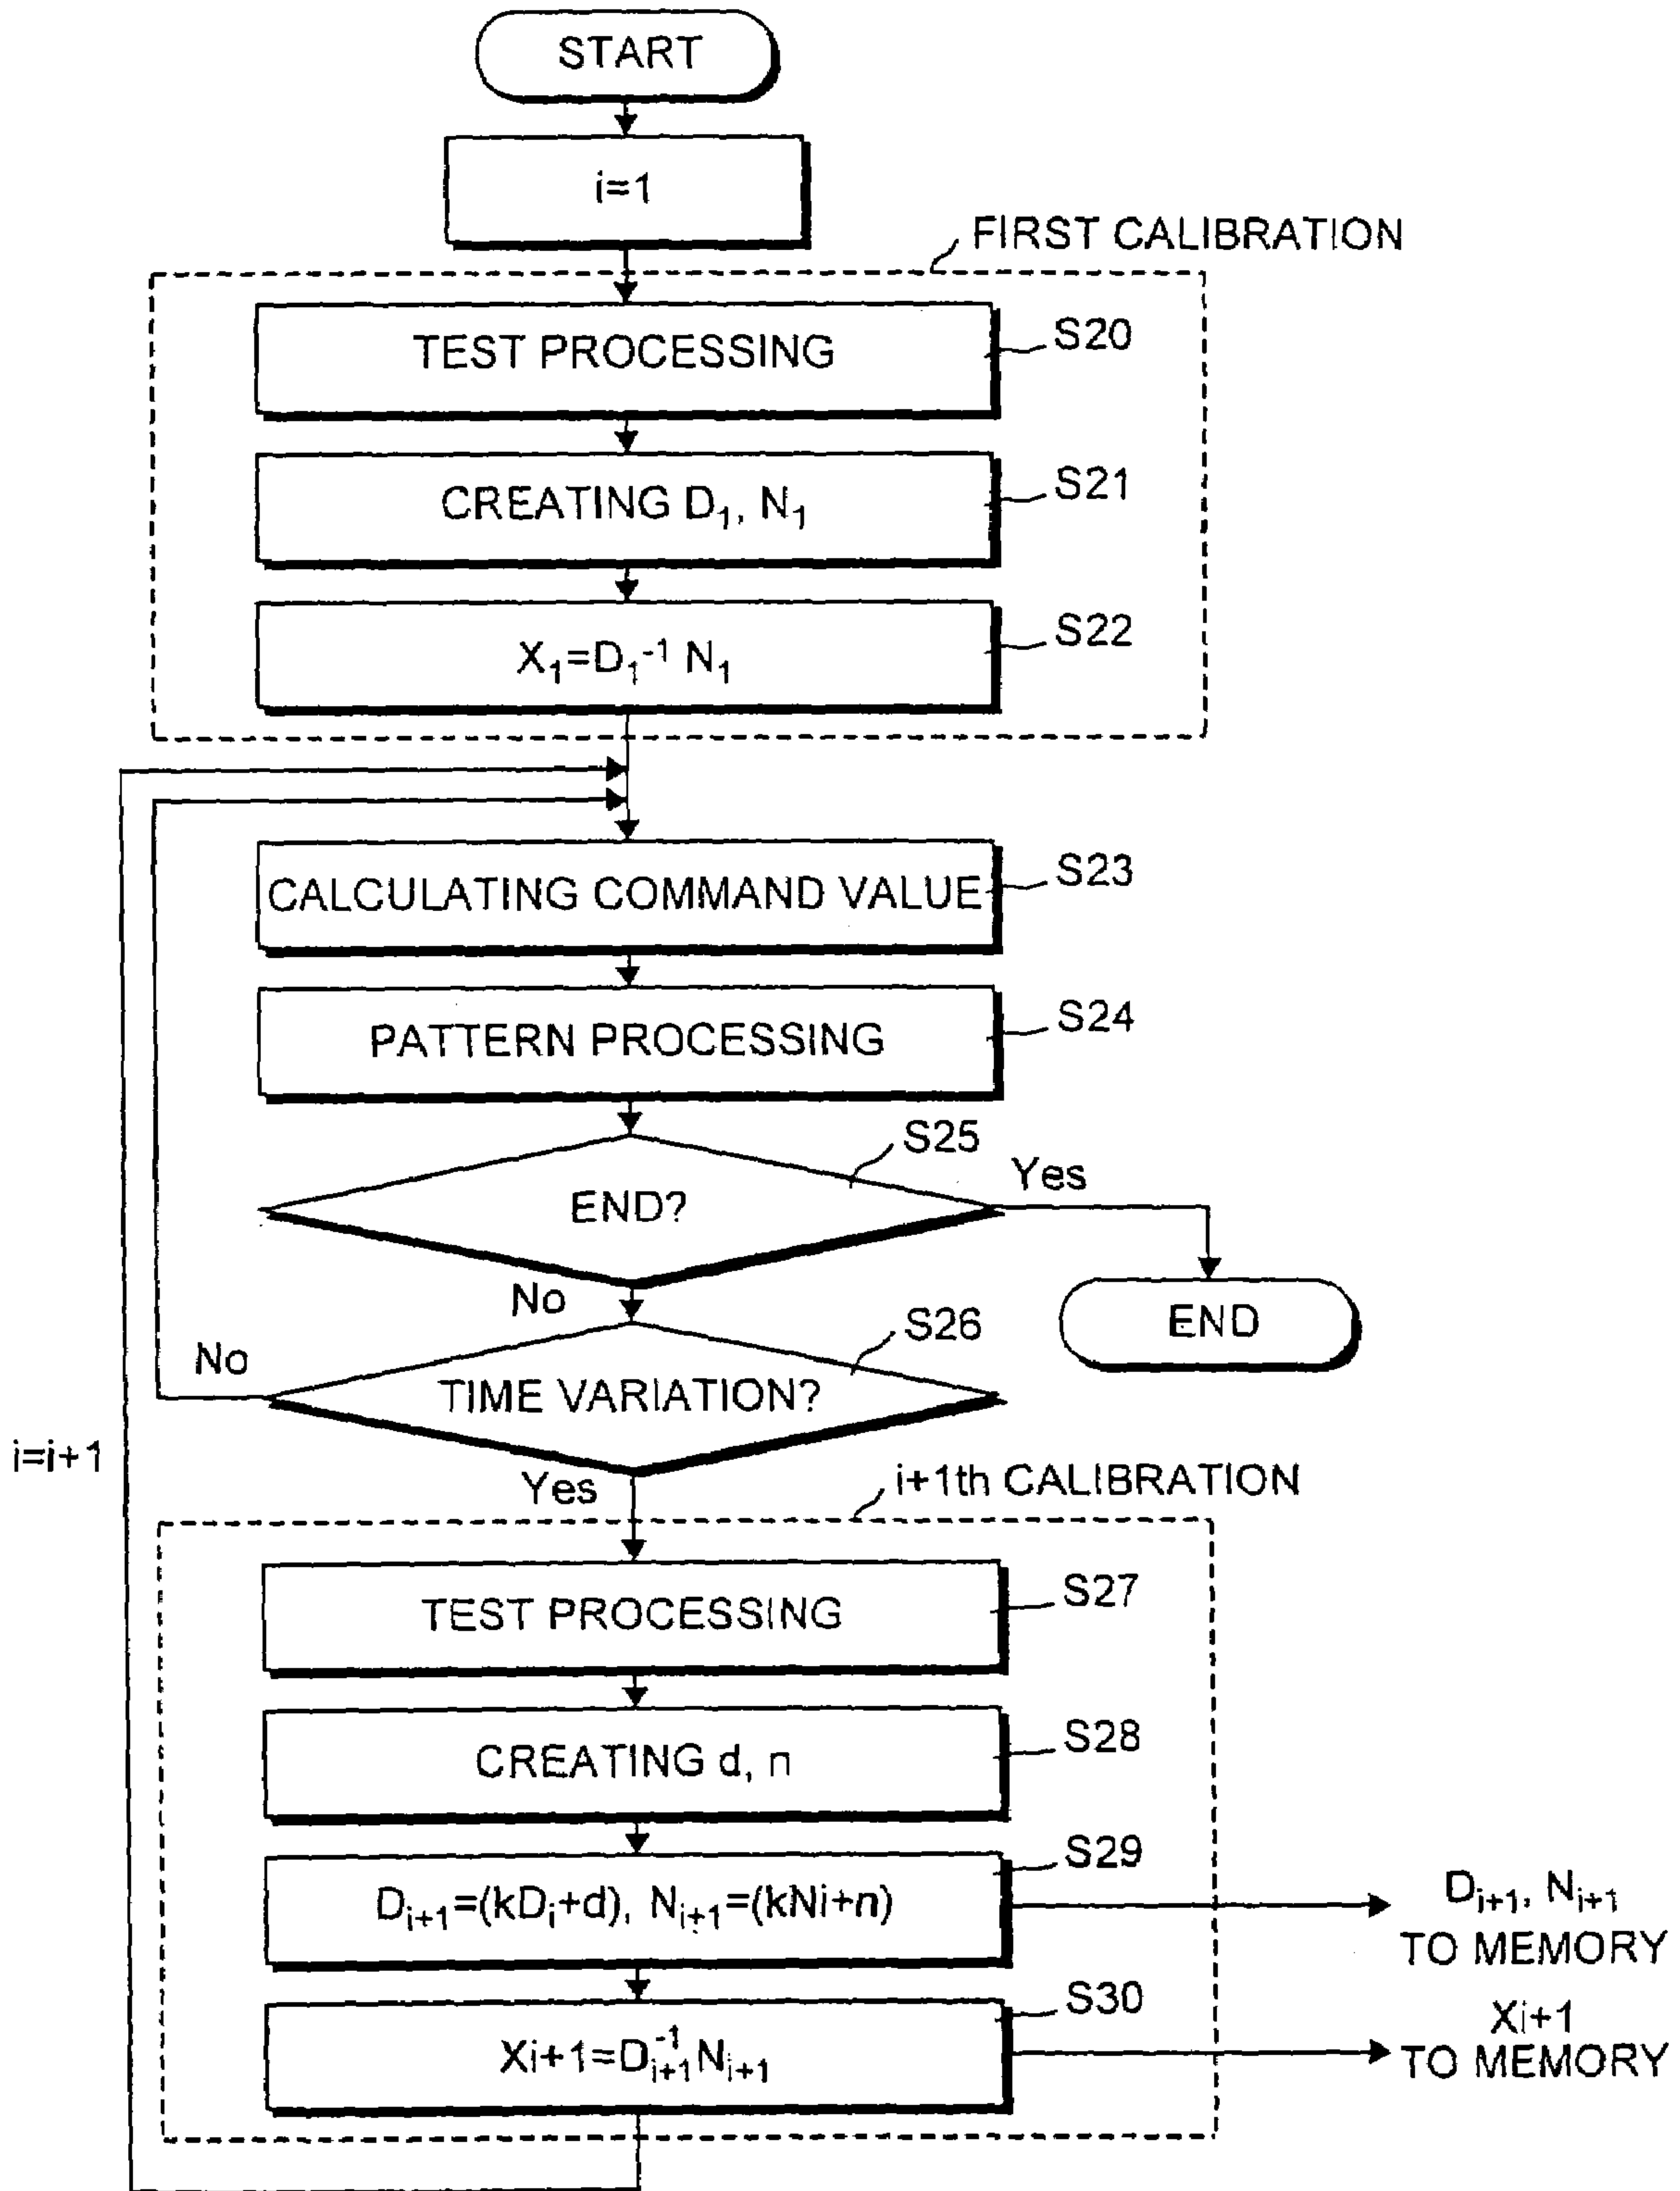 START
i=1
FIRST CALIBRATION
TEST PROCESSING
S20
CREATING D₁, N₁
S21
X₁=D₁⁻¹ N₁
S22
CALCULATING COMMAND VALUE
S23
PATTERN PROCESSING
S24
S25
END?
Yes
END
No
S26
TIME VARIATION?
No
i=i+1
Yes
i+1th CALIBRATION
TEST PROCESSING
S27
CREATING d, n
S28
S29
Dᵢ₊₁=(kDᵢ+d), Nᵢ₊₁=(kNi+n)
Dᵢ₊₁, Nᵢ₊₁
TO MEMORY
S30
Xi+1=Dᵢ₊₁⁻¹Nᵢ₊₁
Xi+1
TO MEMORY